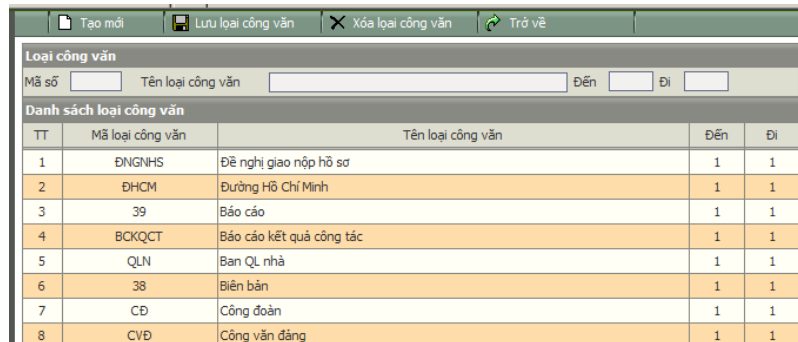 Tạo mới Lưu loại công văn Xóa loại công văn Trở về
Loại công văn
Mã số Tên loại công văn Đến Đi
Danh sách loại công văn
TT Mã loại công văn Tên loại công văn Đến Đi
1 ĐNGNHS Đề nghị giao nộp hồ sơ 1 1
2 ĐHCM Đường Hồ Chí Minh 1 1
3 39 Báo cáo 1 1
4 BCKQCT Báo cáo kết quả công tác 1 1
5 QLN Ban QL nhà 1 1
6 38 Biên bản 1 1
7 CĐ Công đoàn 1 1
8 CVĐ Công văn đảng 1 1